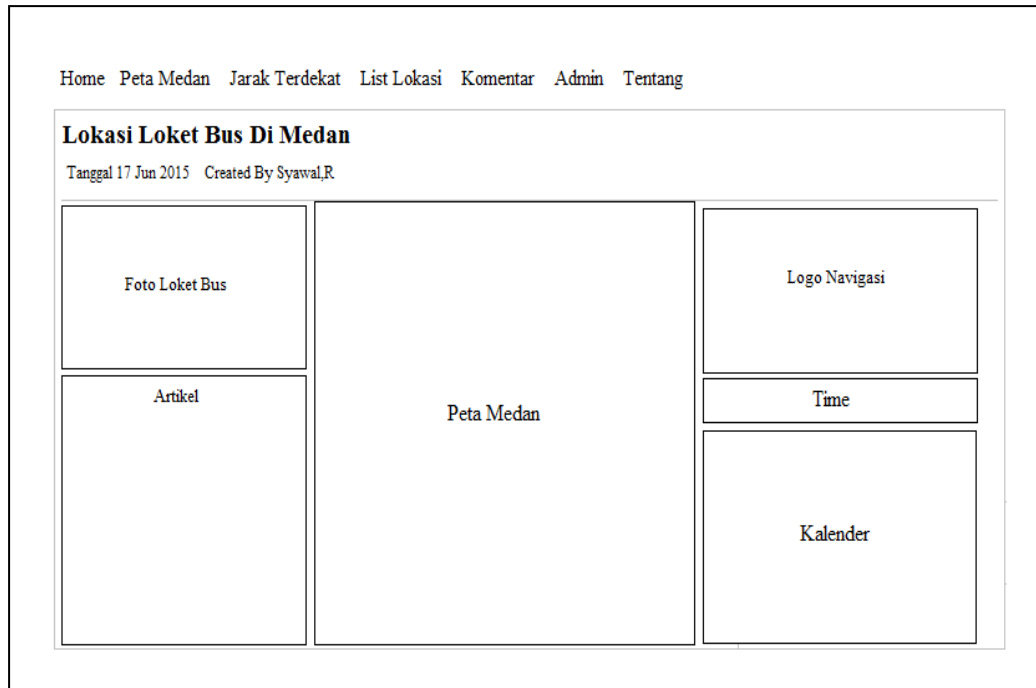 Home Peta Medan Jarak Terdekat List Lokasi Komentar Admin Tentang
Lokasi Loket Bus Di Medan
Tanggal 17 Jun 2015 Created By Syawal,R
Foto Loket Bus
Artikel
Peta Medan
Logo Navigasi
Time
Kalender